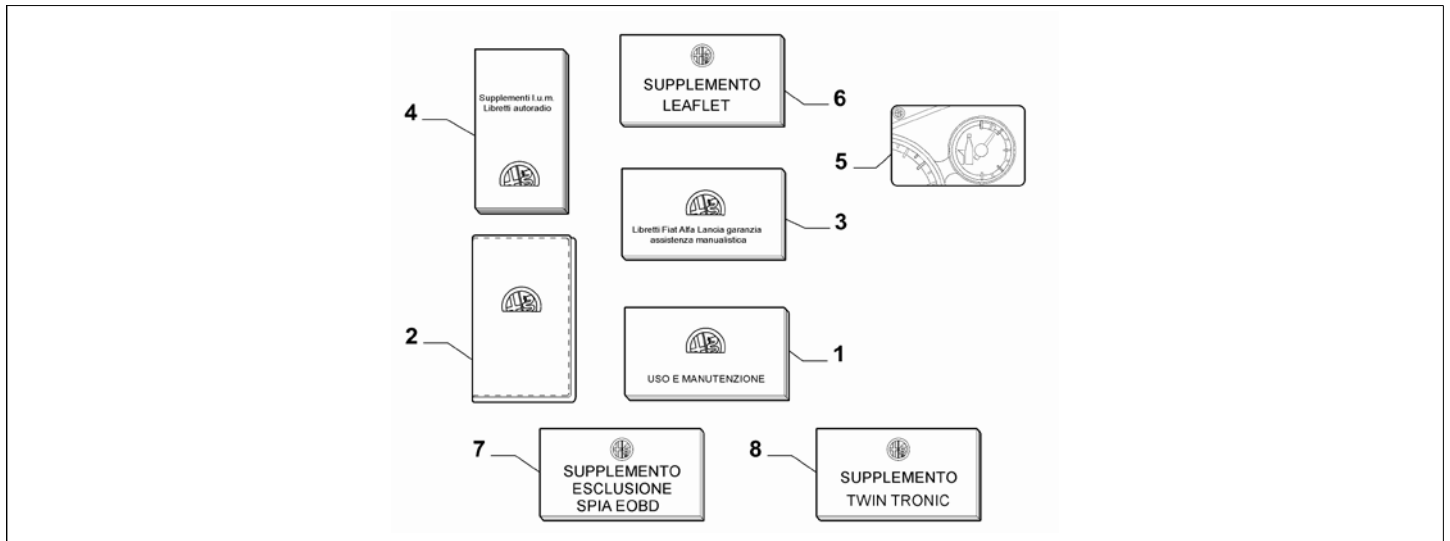 4
Supplementi I.u.m.
Libretti autoradio
SUPPLEMENTO
LEAFLET
6
5
Libretti Fiat Alfa Lancia garanzia
assistenza manualistica
3
2
USO E MANUTENZIONE
1
7
SUPPLEMENTO
ESCLUSIONE
SPIA EOBD
8
SUPPLEMENTO
TWIN TRONIC